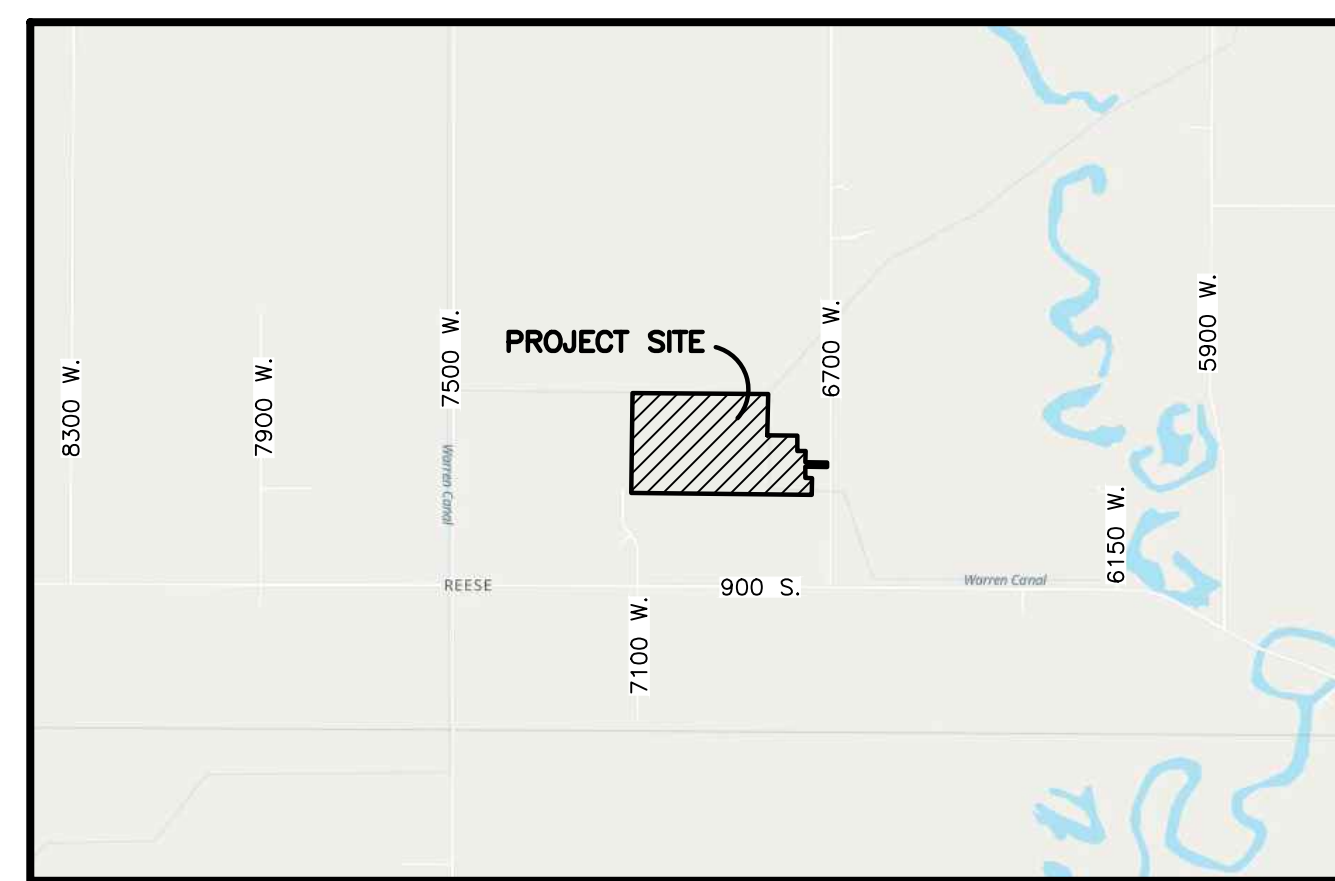 5900 W.
6700 W.
7500 W.
PROJECT SITE
8300 W.
7900 W.
Warren Canal
6150 W.
Warren Canal
REESE
900 S.
7100 W.